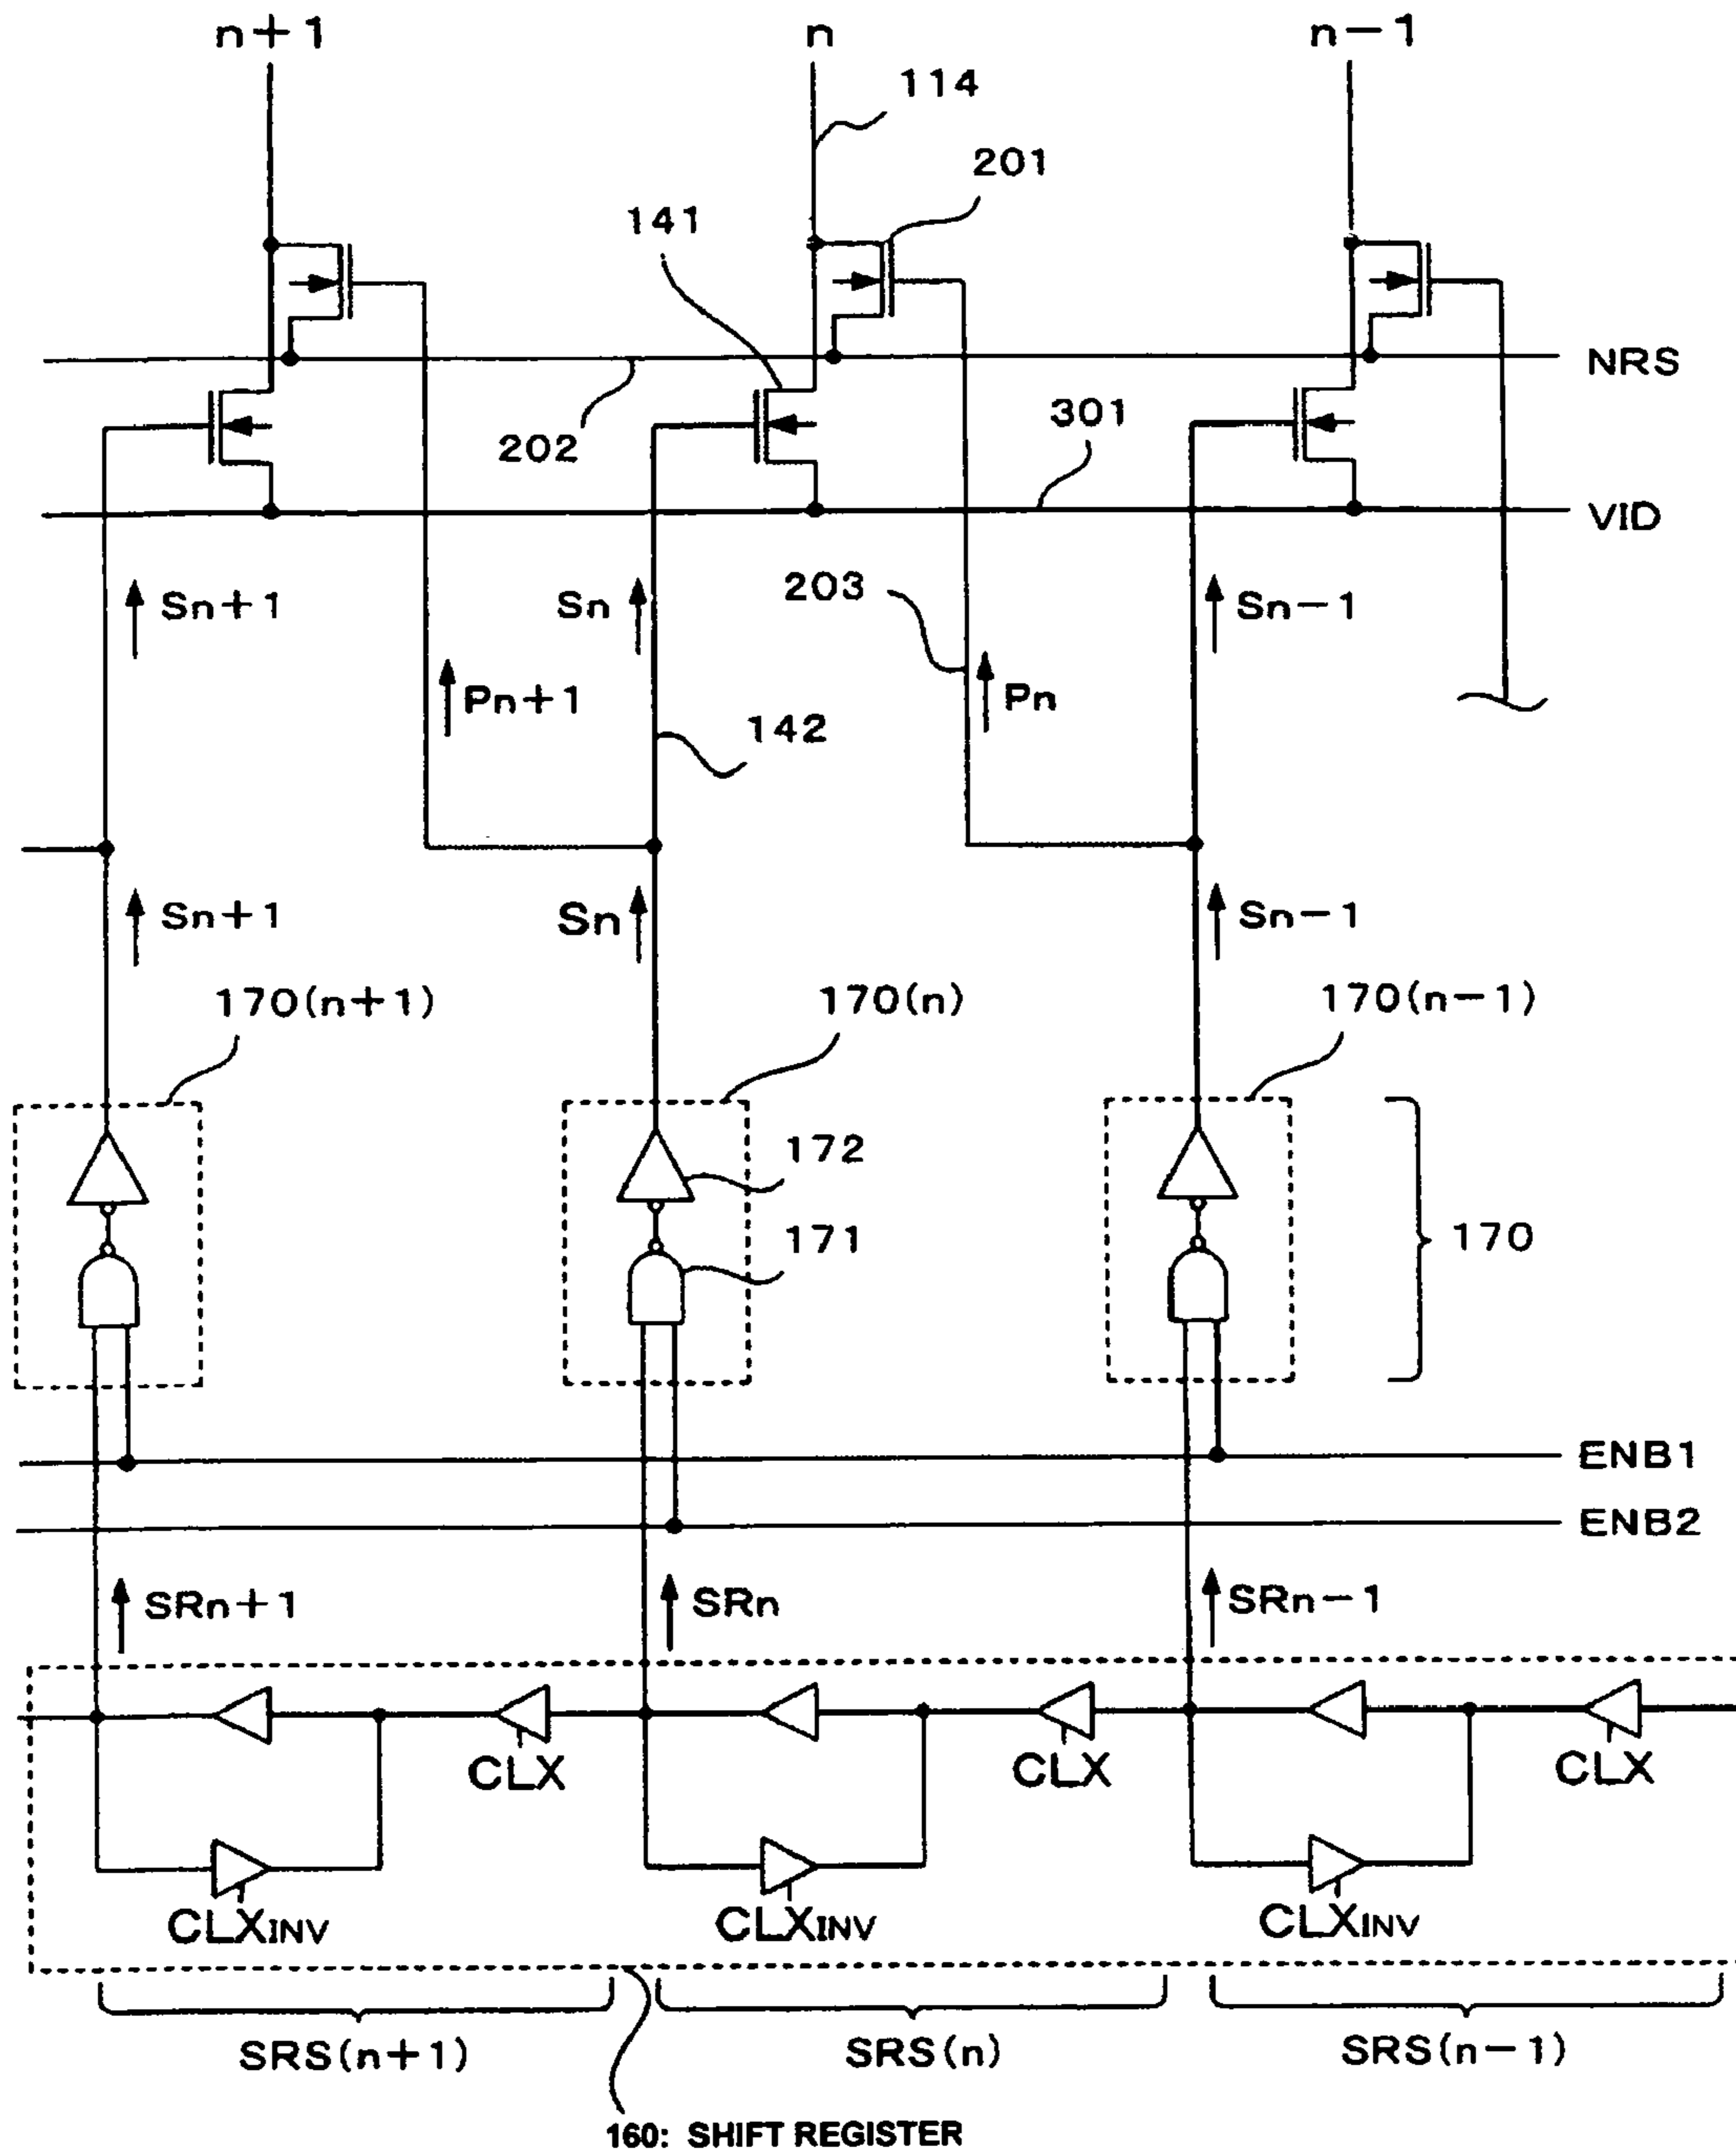 n+1 n n-1
114
201
141
NRS
202
301
VID
203
Sn+1 Sn Sn-1
Pn+1 Pn
142
Sn+1 Sn Sn-1
170(n+1) 170(n) 170(n-1)
172
171
170
ENB1
ENB2
SRn+1 SRn SRn-1
CLX CLX CLX
CLXINV CLXINV CLXINV
SRS(n+1) SRS(n) SRS(n-1)
160: SHIFT REGISTER